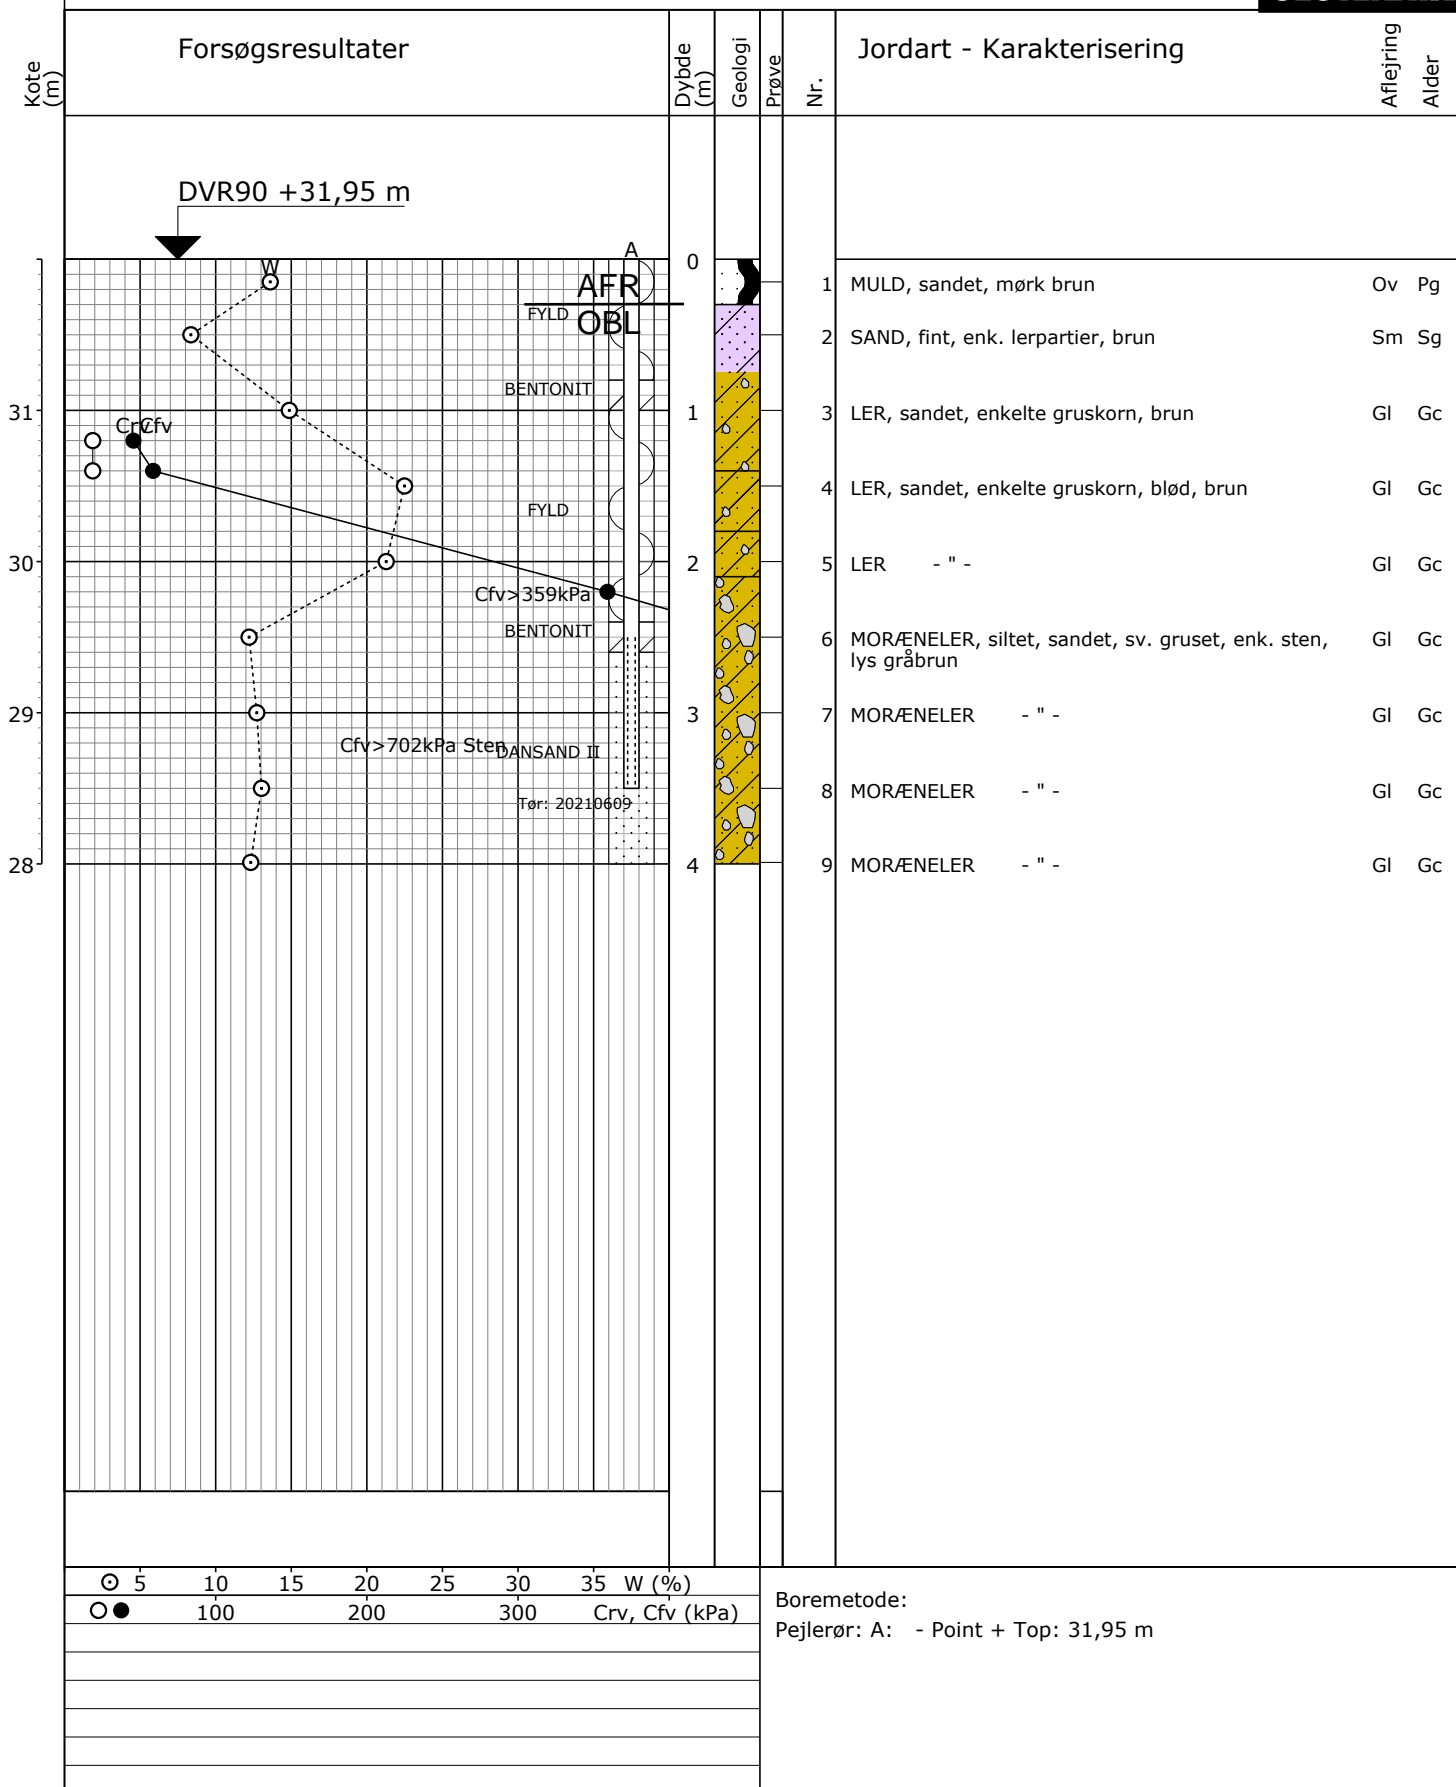 Kote (m)
Forsøgsresultater
Dybde (m)
Geologi
Prøve
Nr.
Jordart - Karakterisering
Aflejring
Alder
DVR90 +31,95 m
A
W
0
AFR
1 MULD, sandet, mørk brun Ov Pg
FYLD
OBL
2 SAND, fint, enk. lerpartier, brun Sm Sg
BENTONIT
31
1
3 LER, sandet, enkelte gruskorn, brun Gl Gc
Crv
Cfv
4 LER, sandet, enkelte gruskorn, blød, brun Gl Gc
FYLD
30
2
5 LER - " - Gl Gc
Cfv>359kPa
BENTONIT
6 MORÆNELER, siltet, sandet, sv. gruset, enk. sten, Gl Gc
lys gråbrun
29
3
7 MORÆNELER - " - Gl Gc
Cfv>702kPa Sten
DANSAND II
8 MORÆNELER - " - Gl Gc
Tør: 20210609
28
4
9 MORÆNELER - " - Gl Gc
5 10 15 20 25 30 35 W (%)
100 200 300 Crv, Cfv (kPa)
Boremetode:
Pejlerør: A: - Point + Top: 31,95 m